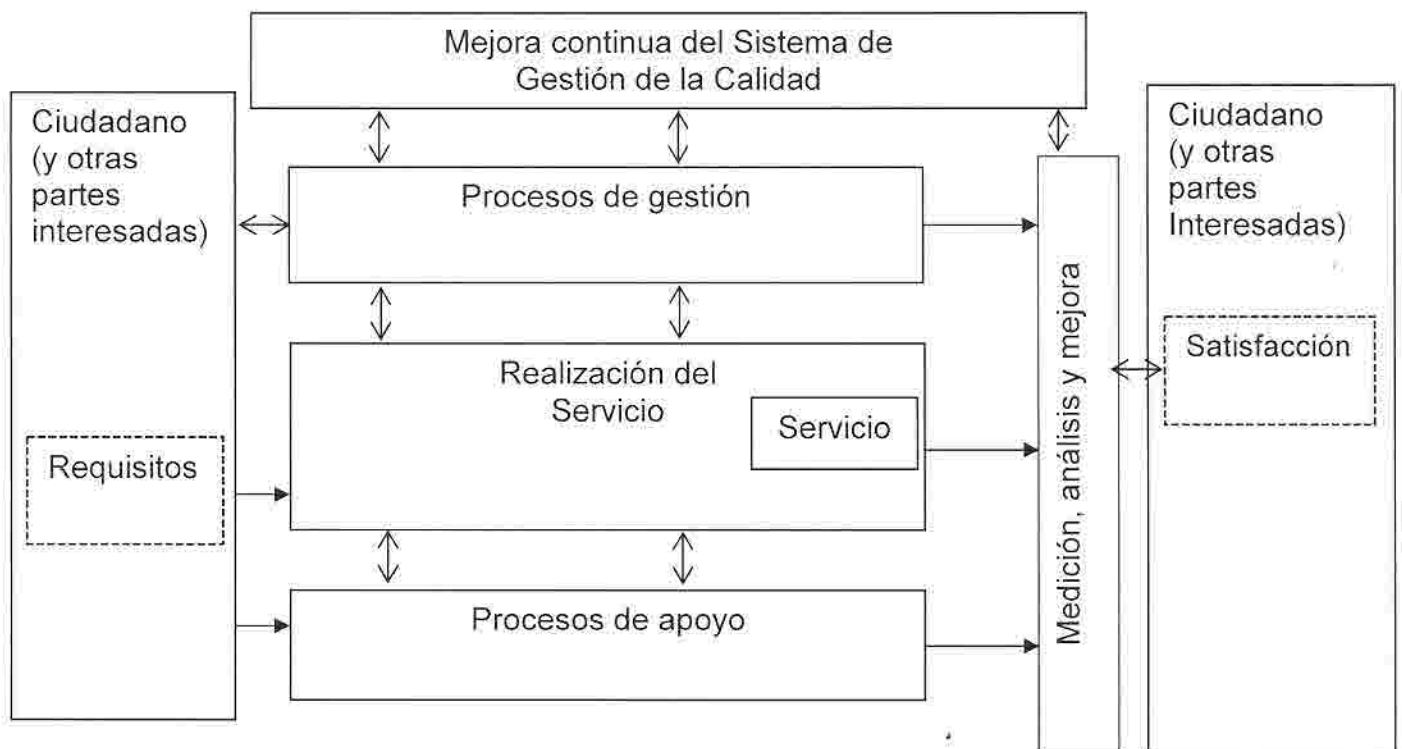 Mejora continua del Sistema de
Gestión de la Calidad
Ciudadano
(y otras
partes
interesadas)
Requisitos
Procesos de gestión
Realización del
Servicio
Servicio
Procesos de apoyo
Medición, análisis y mejora
Ciudadano
(y otras
partes
Interesadas)
Satisfacción